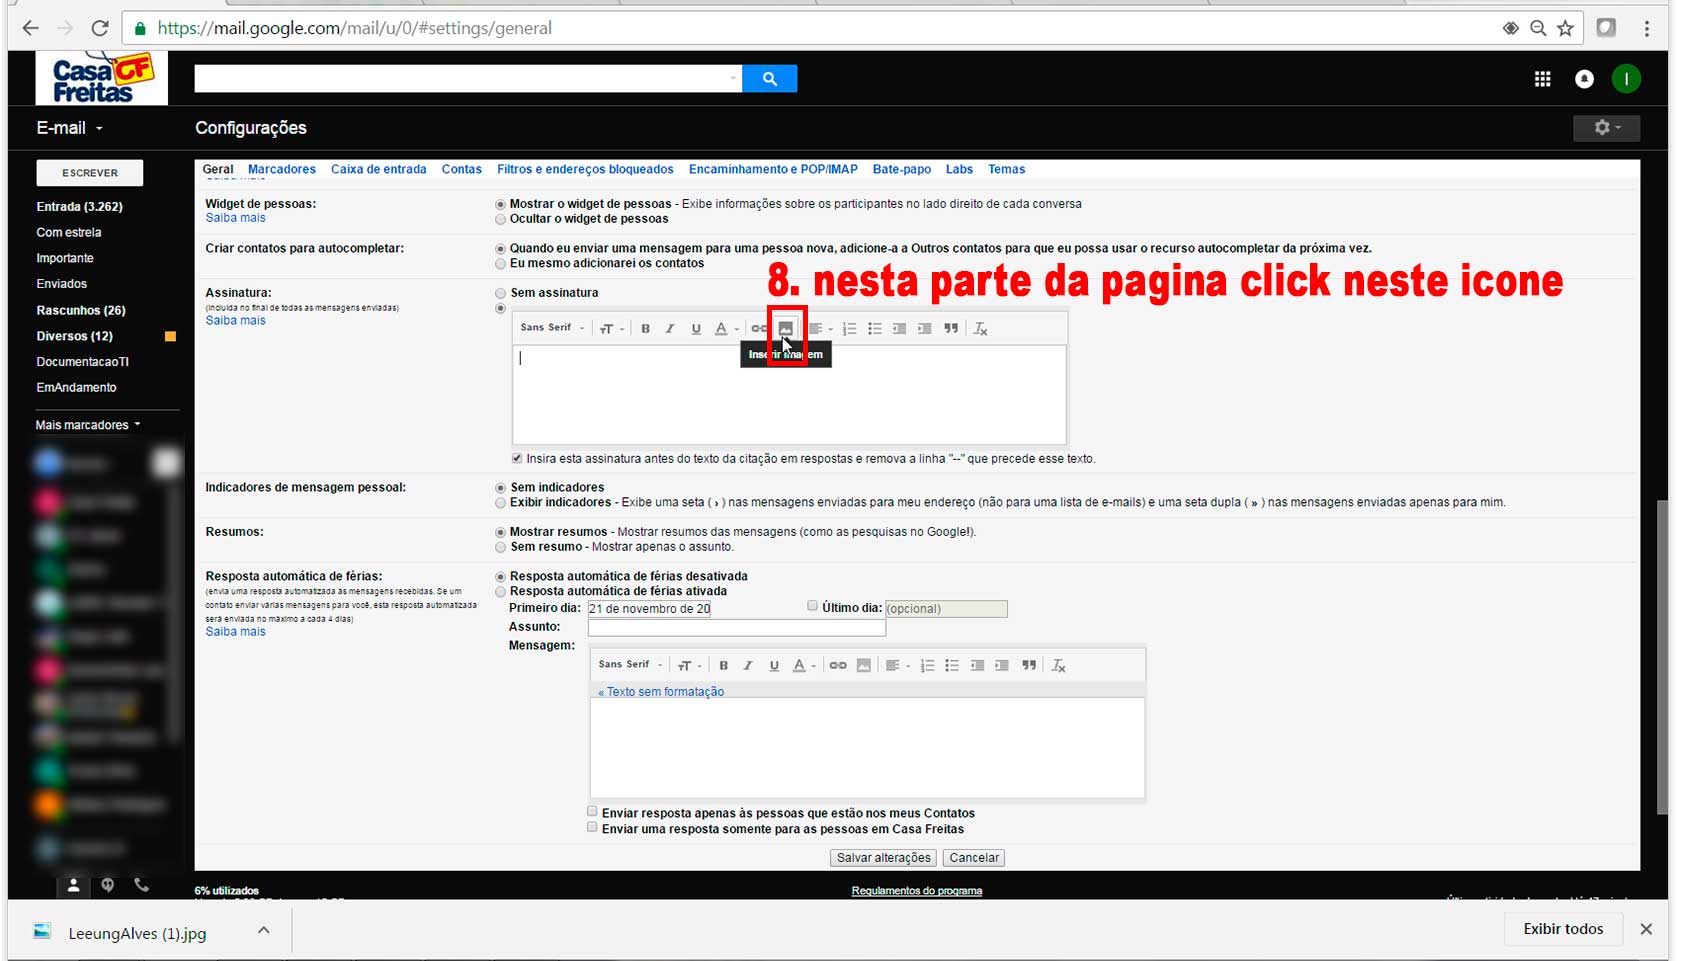 https://mail.google.com/mail/u/0/#settings/general
Casa CF
Freitas
I
E-mail
Configurações
ESCREVER
Geral Marcadores Caixa de entrada Contas Filtros e endereços bloqueados Encaminhamento e POP/IMAP Bate-papo Labs Temas
Entrada (3.262)
Com estrela
Importante
Enviados
Rascunhos (26)
Diversos (12)
DocumentacaoTI
EmAndamento
Mais marcadores
Saiba mais
Widget de pessoas:
Saiba mais
Mostrar o widget de pessoas - Exibe informações sobre os participantes no lado direito de cada conversa
Ocultar o widget de pessoas
Criar contatos para autocompletar:
Quando eu enviar uma mensagem para uma pessoa nova, adicione-a a Outros contatos para que eu possa usar o recurso autocompletar da próxima vez.
Eu mesmo adicionarei os contatos
8. nesta parte da pagina click neste icone
Assinatura:
(incluída no final de todas as mensagens enviadas)
Saiba mais
Sem assinatura
Sans Serif
Inserir imagem
Insira esta assinatura antes do texto da citação em respostas e remova a linha "--" que precede esse texto.
Indicadores de mensagem pessoal:
Sem indicadores
Exibir indicadores - Exibe uma seta ( › ) nas mensagens enviadas para meu endereço (não para uma lista de e-mails) e uma seta dupla ( » ) nas mensagens enviadas apenas para mim.
Resumos:
Mostrar resumos - Mostrar resumos das mensagens (como as pesquisas no Google!).
Sem resumo - Mostrar apenas o assunto.
Resposta automática de férias:
(envia uma resposta automatizada às mensagens recebidas. Se um
contato enviar várias mensagens para você, esta resposta automatizada
será enviada no máximo a cada 4 dias)
Saiba mais
Resposta automática de férias desativada
Resposta automática de férias ativada
Primeiro dia: 21 de novembro de 20 Último dia: (opcional)
Assunto:
Mensagem:
Sans Serif
« Texto sem formatação
Enviar resposta apenas às pessoas que estão nos meus Contatos
Enviar uma resposta somente para as pessoas em Casa Freitas
Salvar alterações Cancelar
6% utilizados
Regulamentos do programa
LeeungAlves (1).jpg
Exibir todos